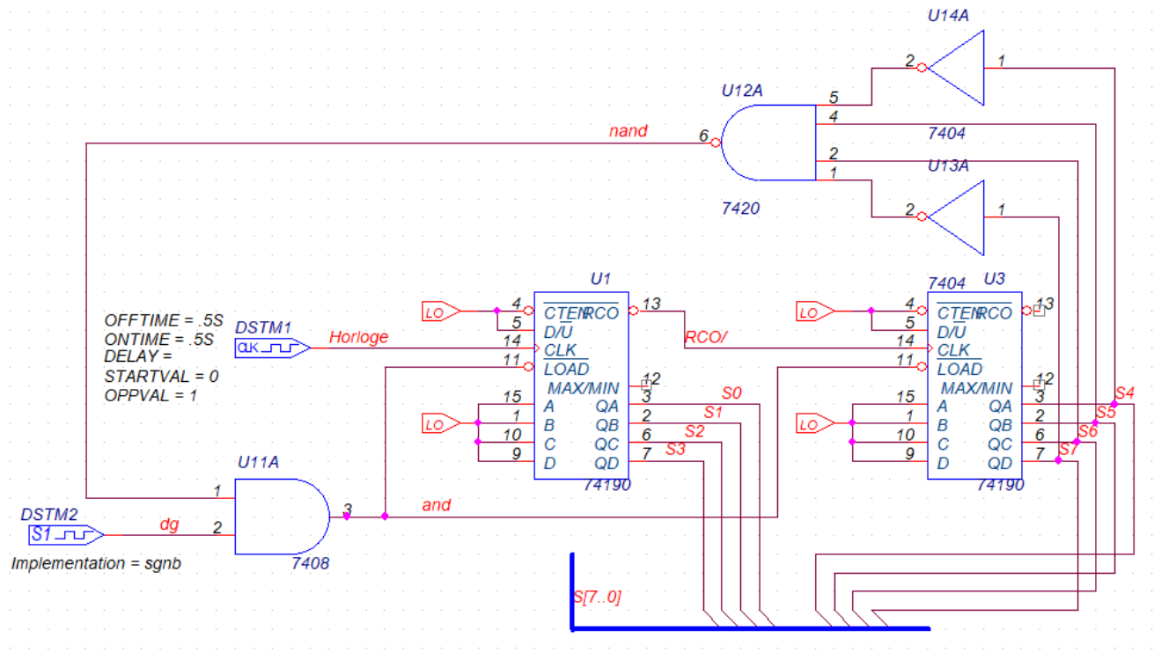 U14A
2
1
U12A
5
4
nand
6
7404
2
U13A
1
7420
2
1
U1
7404
U3
OFFTIME = .5S
ONTIME = .5S
DELAY =
STARTVAL = 0
OPPVAL = 1
DSTM1
CLK
Horloge
LO
4
5
14
11
CTEN
RCO
D/U
CLK
LOAD
MAX/MIN
13
12
RCO/
LO
4
5
14
11
CTEN
RCO
D/U
CLK
LOAD
MAX/MIN
13
12
LO
15
1
10
9
A
B
C
D
QA
QB
QC
QD
3
2
6
7
S0
S1
S2
S3
74190
LO
15
1
10
9
A
B
C
D
QA
QB
QC
QD
3
2
6
7
S4
S5
S6
S7
74190
U11A
1
DSTM2
S1
dg
2
3
and
Implementation = sgnb
7408
S[7..0]